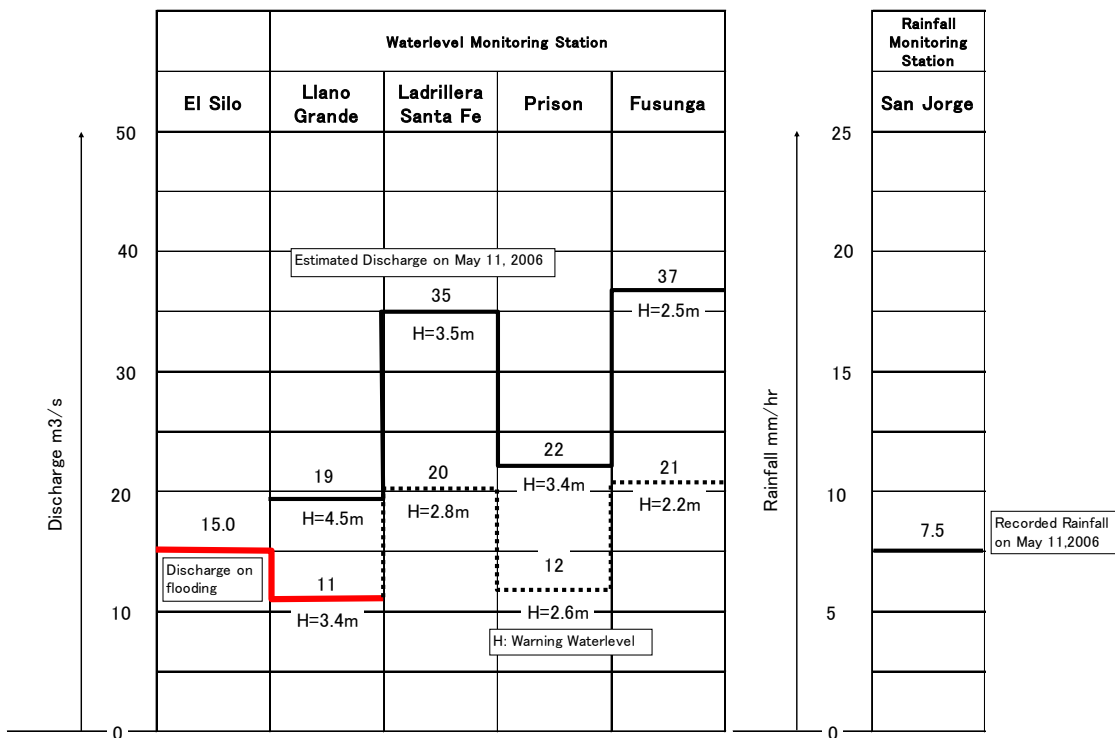 Waterlevel Monitoring Station
Rainfall
Monitoring
Station
El Silo
Llano
Grande
Ladrillera
Santa Fe
Prison
Fusunga
San Jorge
50
25
40
20
Estimated Discharge on May 11, 2006
35
37
H=3.5m
H=2.5m
30
15
Discharge m3/s
Rainfall mm/hr
19
20
22
21
20
10
H=4.5m
H=2.8m
H=3.4m
H=2.2m
15.0
7.5
Recorded Rainfall
on May 11,2006
Discharge on
flooding
11
12
10
5
H=3.4m
H=2.6m
H: Warning Waterlevel
0
0